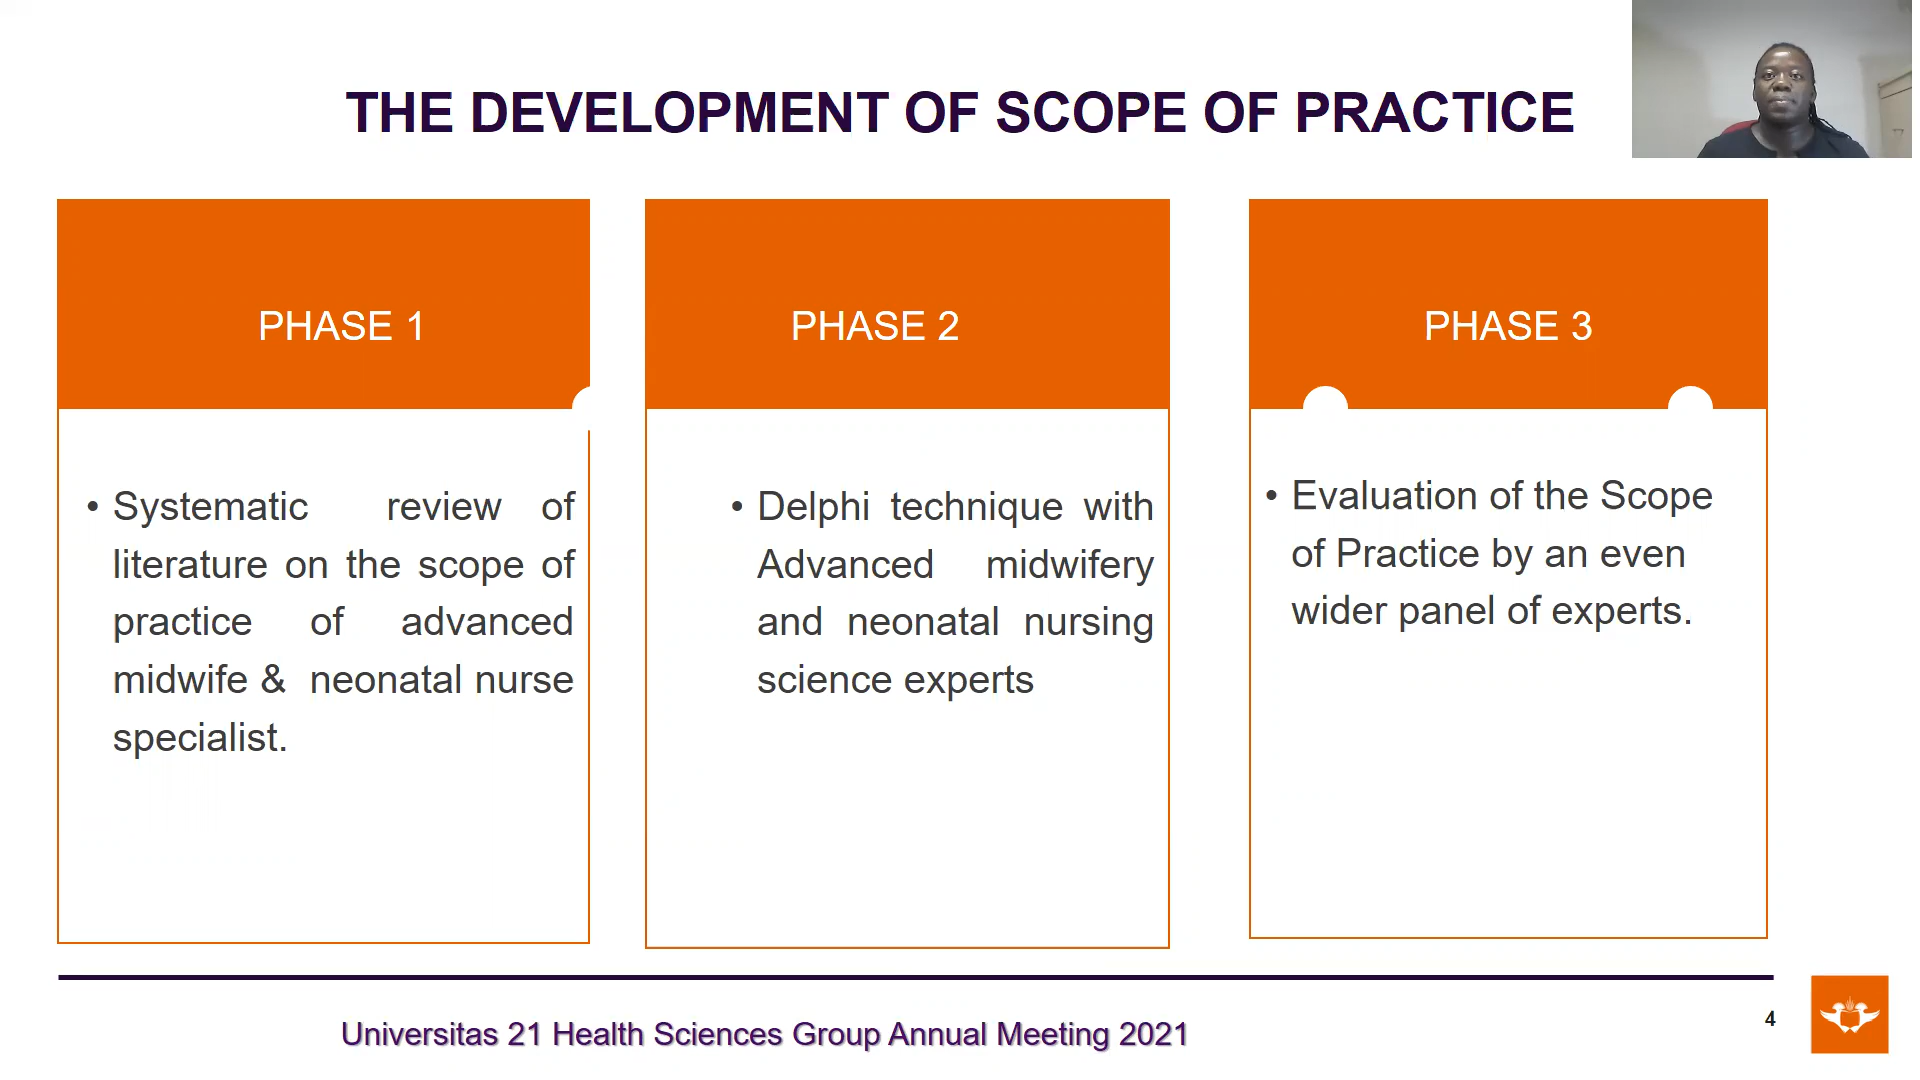 THE DEVELOPMENT OF SCOPE OF PRACTICE
PHASE 1
• Systematic review of
literature on the scope of
practice of advanced
midwife & neonatal nurse
specialist.
PHASE 2
• Delphi technique with
Advanced midwifery
and neonatal nursing
science experts
PHASE 3
• Evaluation of the Scope
of Practice by an even
wider panel of experts.
Universitas 21 Health Sciences Group Annual Meeting 2021
4